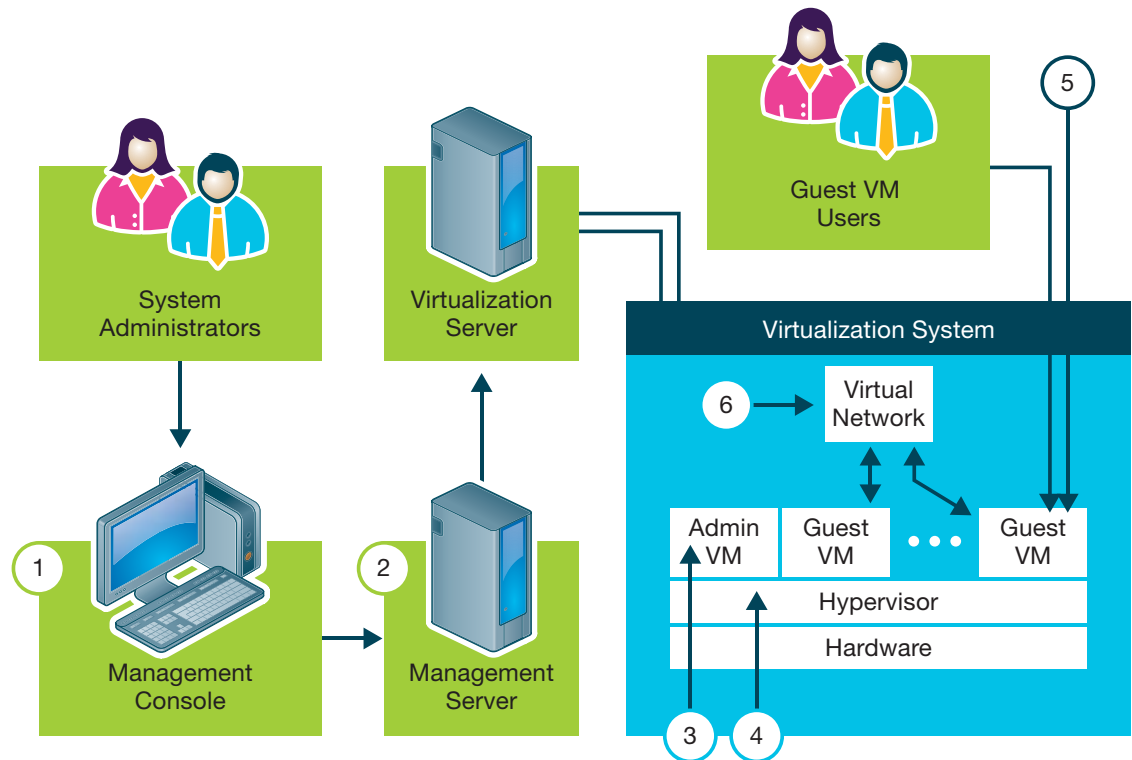 System
Administrators
1
Management
Console
2
Management
Server
Virtualization
Server
Guest VM
Users
5
Virtualization System
6
Virtual
Network
Admin
VM
Guest
VM
Guest
VM
Hypervisor
Hardware
3
4